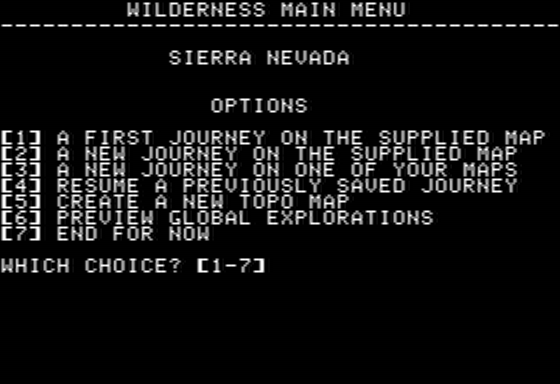 WILDERNESS MAIN MENU
----------------------------------------
SIERRA NEVADA
OPTIONS
[1] A FIRST JOURNEY ON THE SUPPLIED MAP
[2] A NEW JOURNEY ON THE SUPPLIED MAP
[3] A NEW JOURNEY ON ONE OF YOUR MAPS
[4] RESUME A PREVIOUSLY SAVED JOURNEY
[5] CREATE A NEW TOPO MAP
[6] PREVIEW GLOBAL EXPLORATIONS
[7] END FOR NOW
WHICH CHOICE? [1-7]